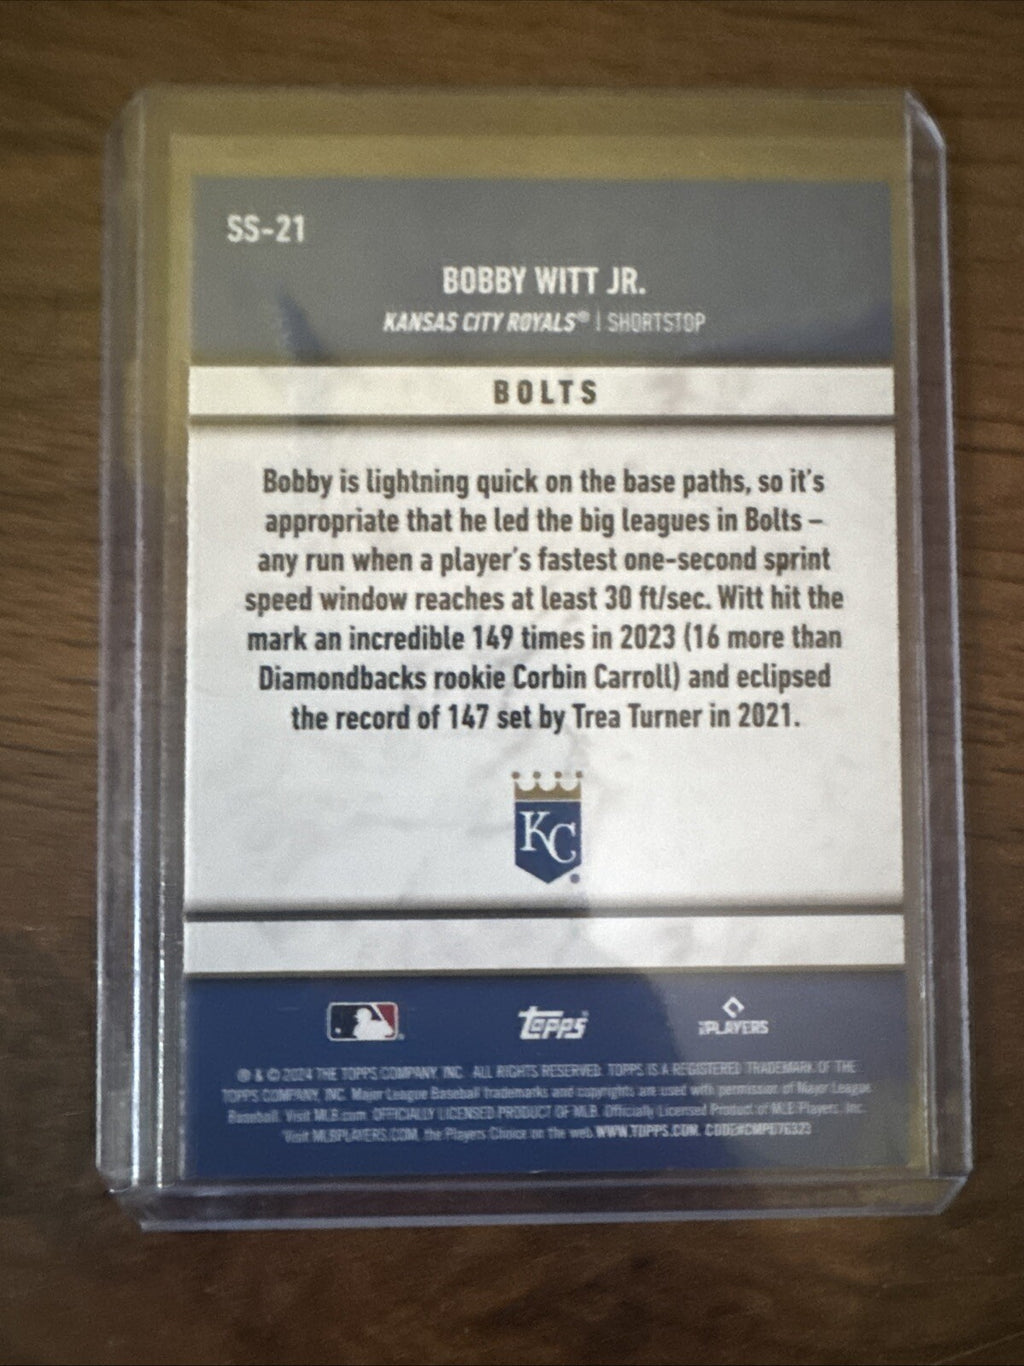 SS-21
BOBBY WITT JR.
KANSAS CITY ROYALS® | SHORTSTOP
BOLTS
Bobby is lightning quick on the base paths, so it's
appropriate that he led the big leagues in Bolts –
any run when a player's fastest one-second sprint
speed window reaches at least 30 ft/sec. Witt hit the
mark an incredible 149 times in 2023 (16 more than
Diamondbacks rookie Corbin Carroll) and eclipsed
the record of 147 set by Trea Turner in 2021.
KC
Topps PLAYERS
® & © 2024 THE TOPPS COMPANY, INC. ALL RIGHTS RESERVED. TOPPS IS A REGISTERED TRADEMARK OF THE
TOPPS COMPANY, INC. Major League Baseball trademarks and copyrights are used with permission of Major League
Baseball. Visit MLB.com. OFFICIALLY LICENSED PRODUCT OF MLB Officially Licensed Product of MLB Players, Inc.
Visit MLBPLAYERS.COM, the Players Choice on the web. WWW.TOPPS.COM. CODE#CMP076323